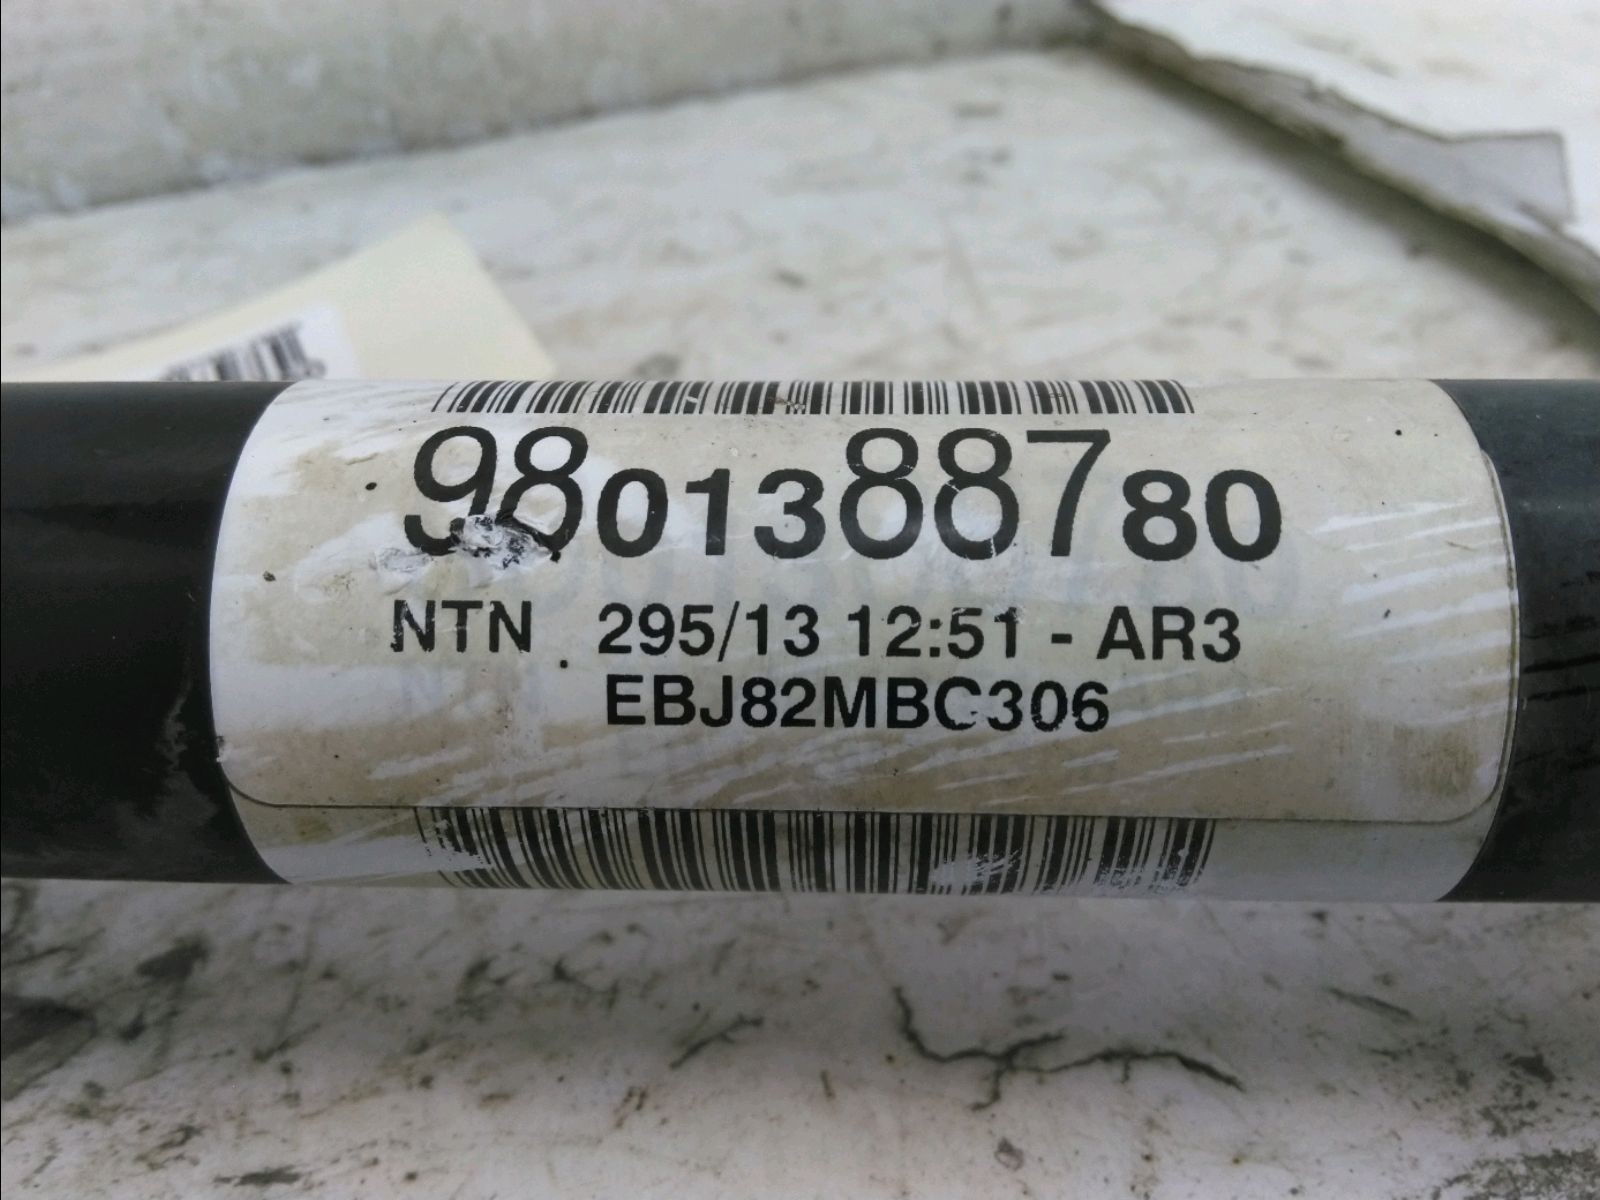 9801388780
NTN 295/13 12:51 - AR3
EBJ82MBC306